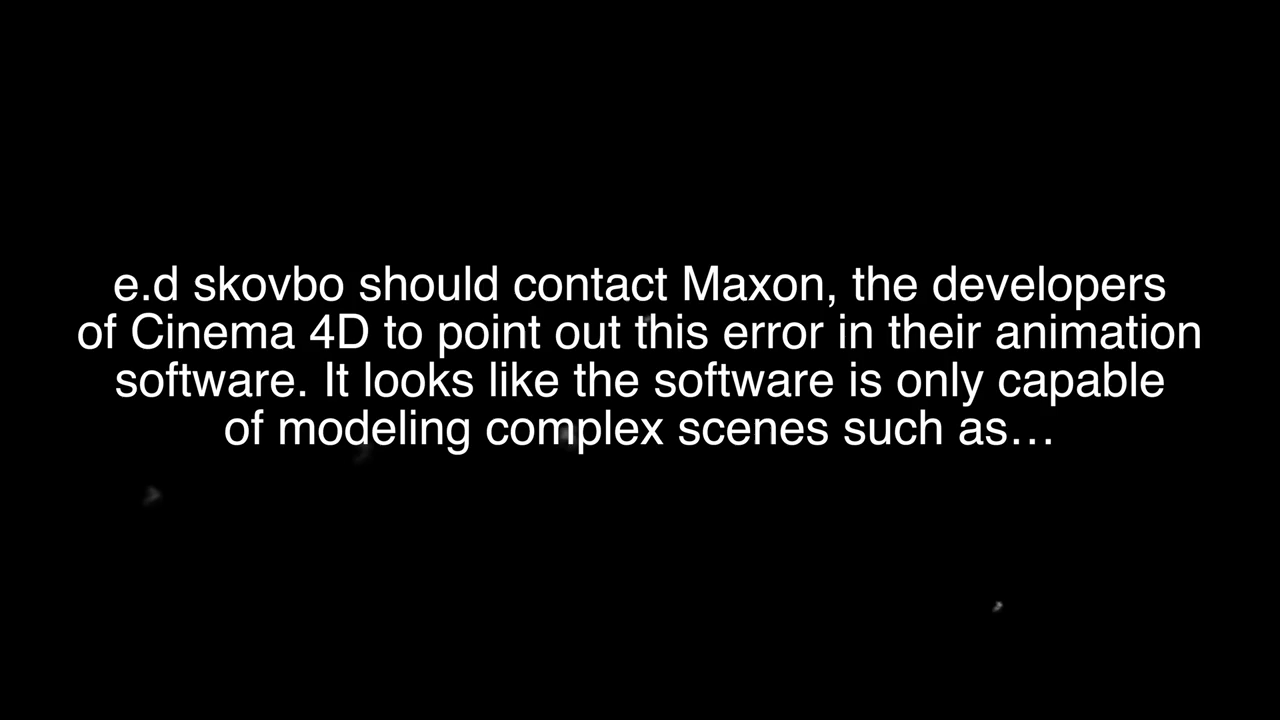 e.d skovbo should contact Maxon, the developers
of Cinema 4D to point out this error in their animation
software. It looks like the software is only capable
of modeling complex scenes such as…